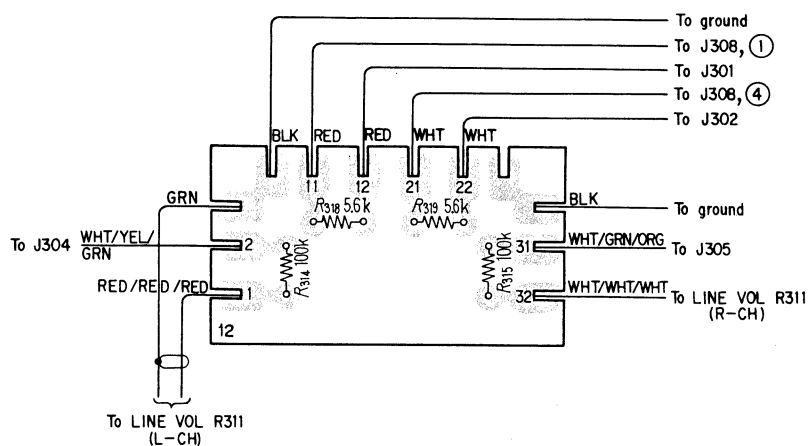 To ground
To J308, 1
To J301
To J308, 4
To J302
BLK RED RED WHT WHT
11 12 21 22
GRN
R318 5.6k R319 5.6k
BLK
To ground
To J304 WHT/YEL/
GRN
2
R314 100k
R315 100k
31 WHT/GRN/ORG To J305
RED/RED/RED
1
32 WHT/WHT/WHT To LINE VOL R311
(R-CH)
12
To LINE VOL R311
(L-CH)